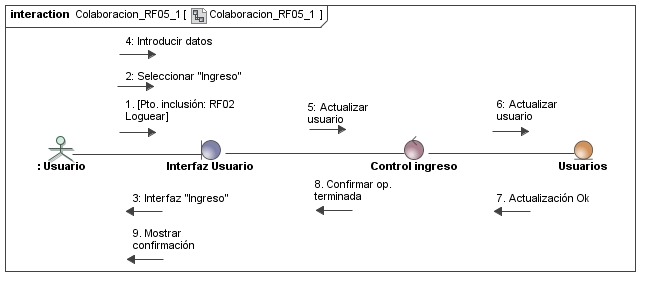 interaction Colaboracion_RF05_1 [ Colaboracion_RF05_1 ]
4: Introducir datos
2: Seleccionar "Ingreso"
1. [Pto. inclusión: RF02
Loguear]
5: Actualizar
usuario
6: Actualizar
usuario
: Usuario
Interfaz Usuario
Control ingreso
Usuarios
3: Interfaz "Ingreso"
8. Confirmar op.
terminada
7. Actualización Ok
9. Mostrar
confirmación